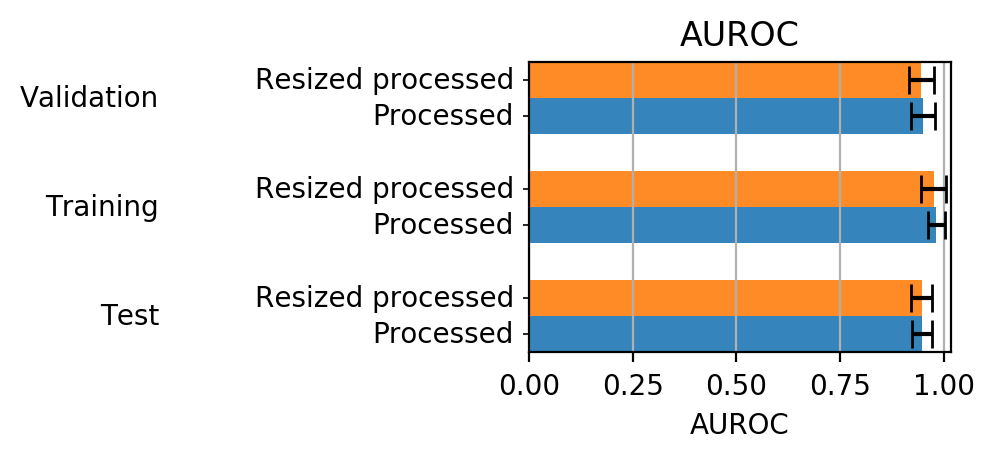 AUROC
Validation
Resized processed
Processed
Training
Resized processed
Processed
Test
Resized processed
Processed
0.00 0.25 0.50 0.75 1.00
AUROC